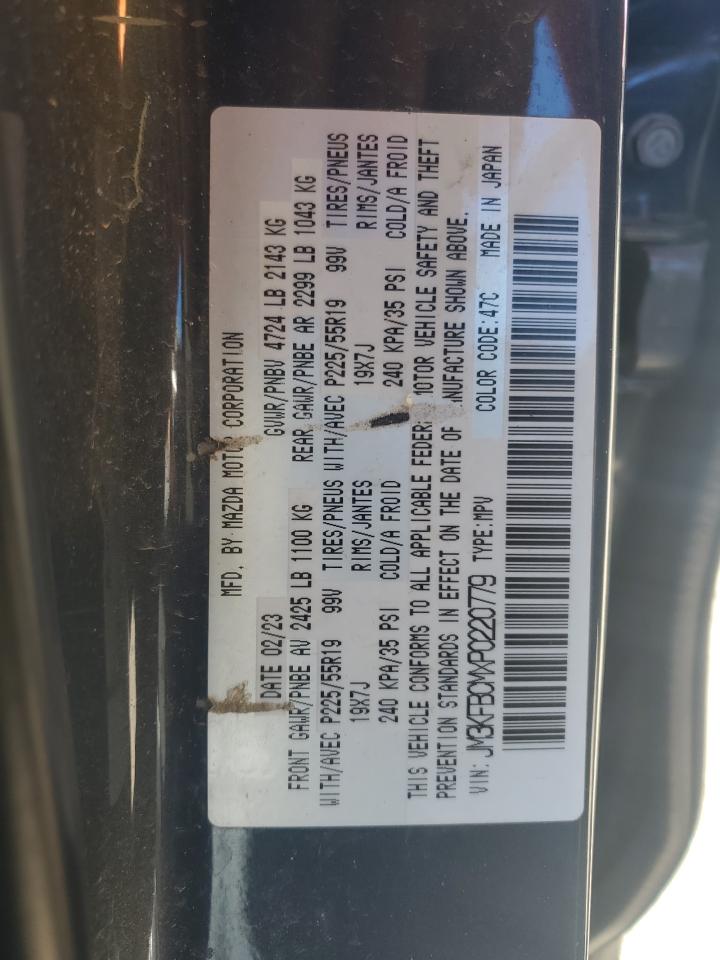 MFD. BY MAZDA MOTOR CORPORATION
DATE 02/23 GVWR/PNBV 4724 LB 2143 KG
FRONT GAWR/PNBE AV 2425 LB 1100 KG REAR GAWR/PNBE AR 2299 LB 1043 KG
WITH/AVEC P225/55R19 99V TIRES/PNEUS WITH/AVEC P225/55R19 99V TIRES/PNEUS
19X7J RIMS/JANTES 19X7J RIMS/JANTES
240 KPA/35 PSI COLD/A FROID 240 KPA/35 PSI COLD/A FROID
THIS VEHICLE CONFORMS TO ALL APPLICABLE VEHICLE SAFETY AND THEFT
PREVENTION STANDARDS IN EFFECT ON THE DATE OF SHOWN ABOVE.
VIN: JM3KFBCMXP0220779 TYPE:MPV COLOR CODE:47C MADE IN JAPAN